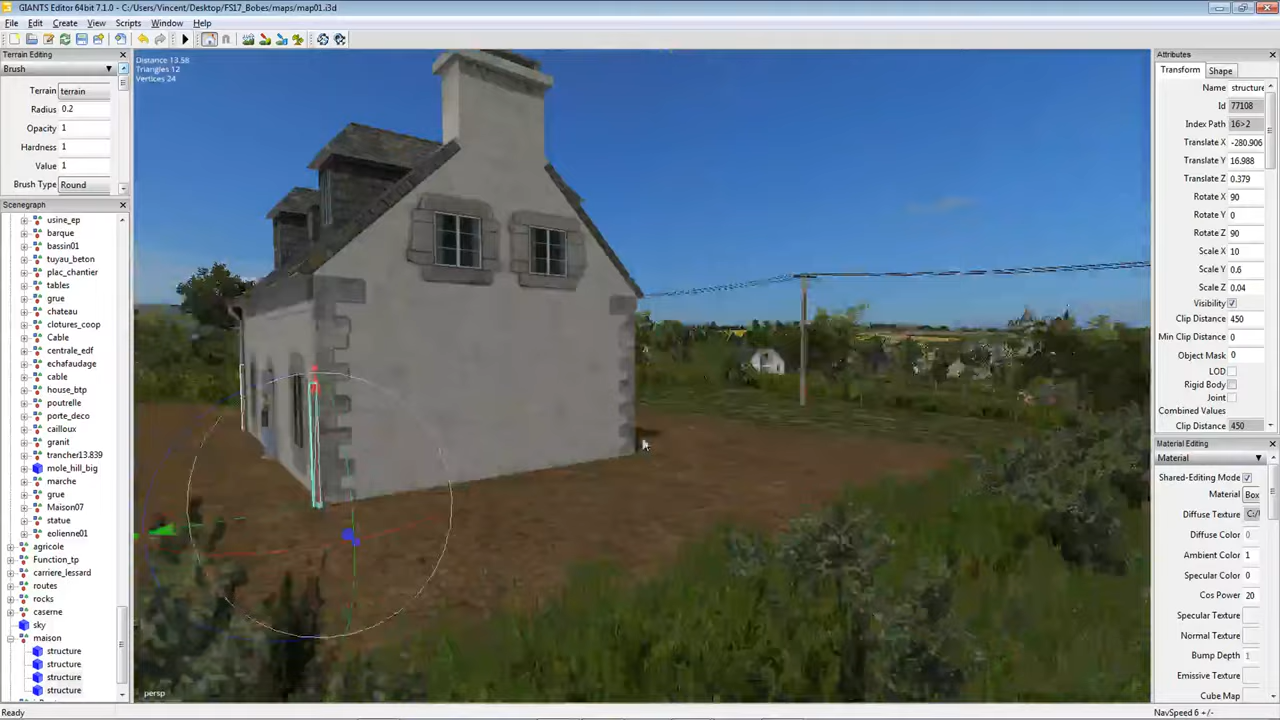 GIANTS Editor 64bit 7.1.0 - C:/Users/Vincent/Desktop/FS17_Bobes/maps/map01.i3d
File Edit Create View Scripts Window Help
Terrain Editing
Brush
Terrain terrain
Radius 0.2
Opacity 1
Hardness 1
Value 1
Brush Type Round
Scenegraph
usine_ep
barque
bassin01
tuyau_beton
plac_chantier
tables
grue
chateau
clotures_coop
Cable
centrale_edf
echafaudage
cable
house_btp
poutrelle
porte_deco
cailloux
granit
trancher13.839
mole_hill_big
marche
grue
Maison07
statue
eolienne01
agricole
Function_tp
carriere_lessard
routes
rocks
caserne
sky
maison
structure
structure
structure
structure
Distance 13.58
Triangles 12
Vertices 24
persp
Attributes
Transform Shape
Name structure
Id 77108
Index Path 16>2
Translate X -280.906
Translate Y 16.988
Translate Z 0.379
Rotate X 90
Rotate Y 0
Rotate Z 90
Scale X 10
Scale Y 0.6
Scale Z 0.04
Visibility
Clip Distance 450
Min Clip Distance 0
Object Mask 0
LOD
Rigid Body
Joint
Combined Values
Clip Distance 450
Material Editing
Material
Shared-Editing Mode
Material Box
Diffuse Texture C:/
Diffuse Color 0
Ambient Color 1
Specular Color 0
Cos Power 20
Specular Texture
Normal Texture
Bump Depth 1
Emissive Texture
Cube Map
Ready
NavSpeed 6 +/-